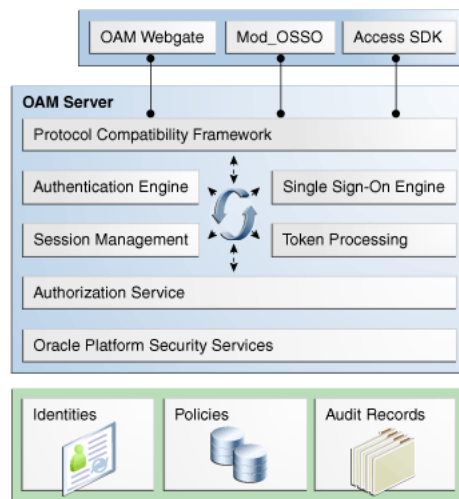 OAM Webgate
Mod_OSSO
Access SDK
OAM Server
Protocol Compatibility Framework
Authentication Engine
Single Sign-On Engine
Session Management
Token Processing
Authorization Service
Oracle Platform Security Services
Identities
Policies
Audit Records